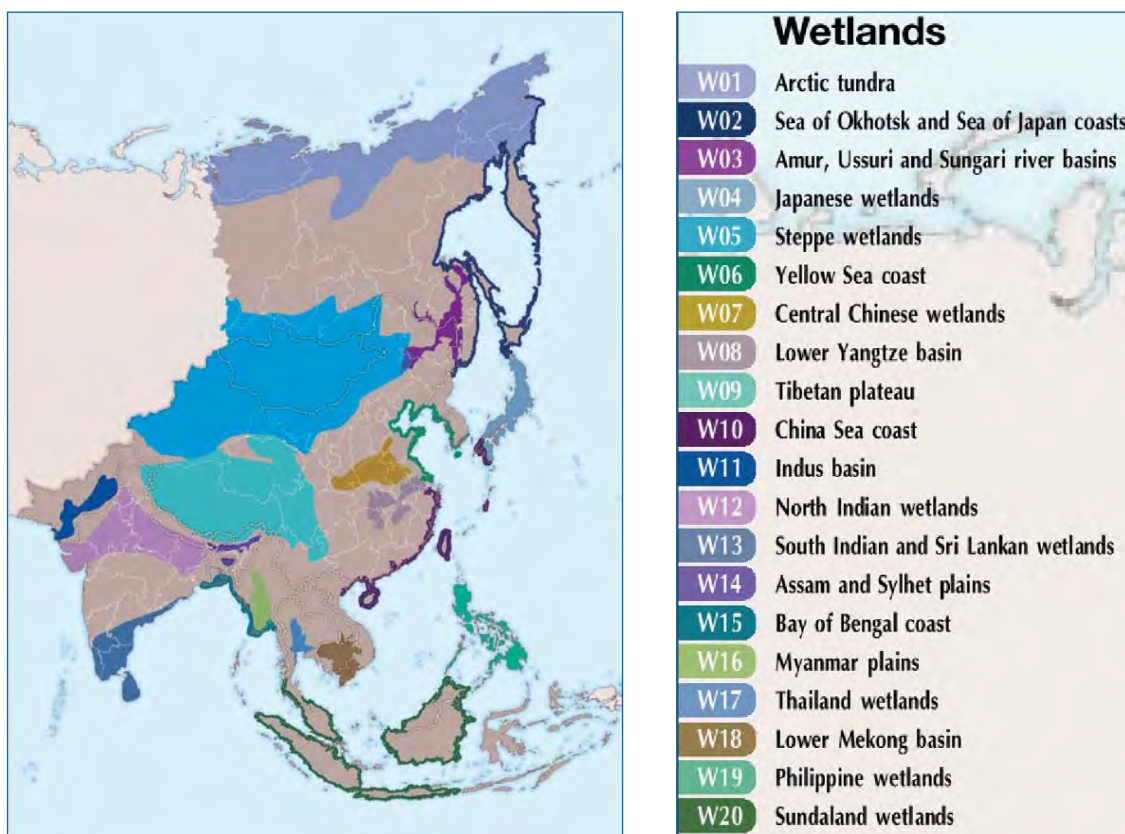 Wetlands
W01 Arctic tundra
W02 Sea of Okhotsk and Sea of Japan coasts
W03 Amur, Ussuri and Sungari river basins
W04 Japanese wetlands
W05 Steppe wetlands
W06 Yellow Sea coast
W07 Central Chinese wetlands
W08 Lower Yangtze basin
W09 Tibetan plateau
W10 China Sea coast
W11 Indus basin
W12 North Indian wetlands
W13 South Indian and Sri Lankan wetlands
W14 Assam and Sylhet plains
W15 Bay of Bengal coast
W16 Myanmar plains
W17 Thailand wetlands
W18 Lower Mekong basin
W19 Philippine wetlands
W20 Sundaland wetlands